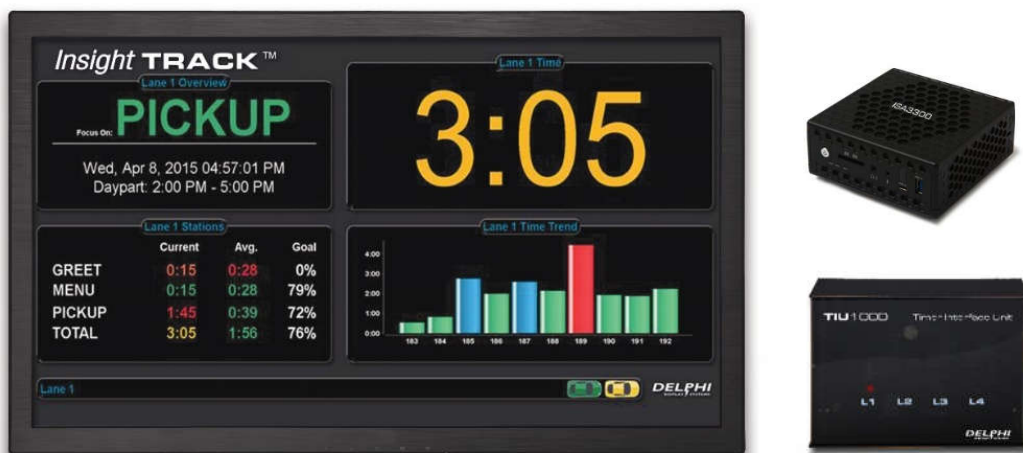 Insight TRACK™
Lane 1 Overview
Focus On: PICKUP
Wed, Apr 8, 2015 04:57:01 PM
Daypart: 2:00 PM - 5:00 PM
Lane 1 Time
3:05
Lane 1 Stations
Current Avg. Goal
GREET 0:15 0:28 0%
MENU 0:15 0:28 79%
PICKUP 1:45 0:39 72%
TOTAL 3:05 1:56 76%
Lane 1 Time Trend
4:00
3:00
2:00
1:00
0:00
183 184 185 186 187 188 189 190 191 192
Lane 1
DELPHI
DISPLAY SYSTEMS
IGA3300
TIU1000 Timer Interface Unit
L1 L2 L3 L4
DELPHI